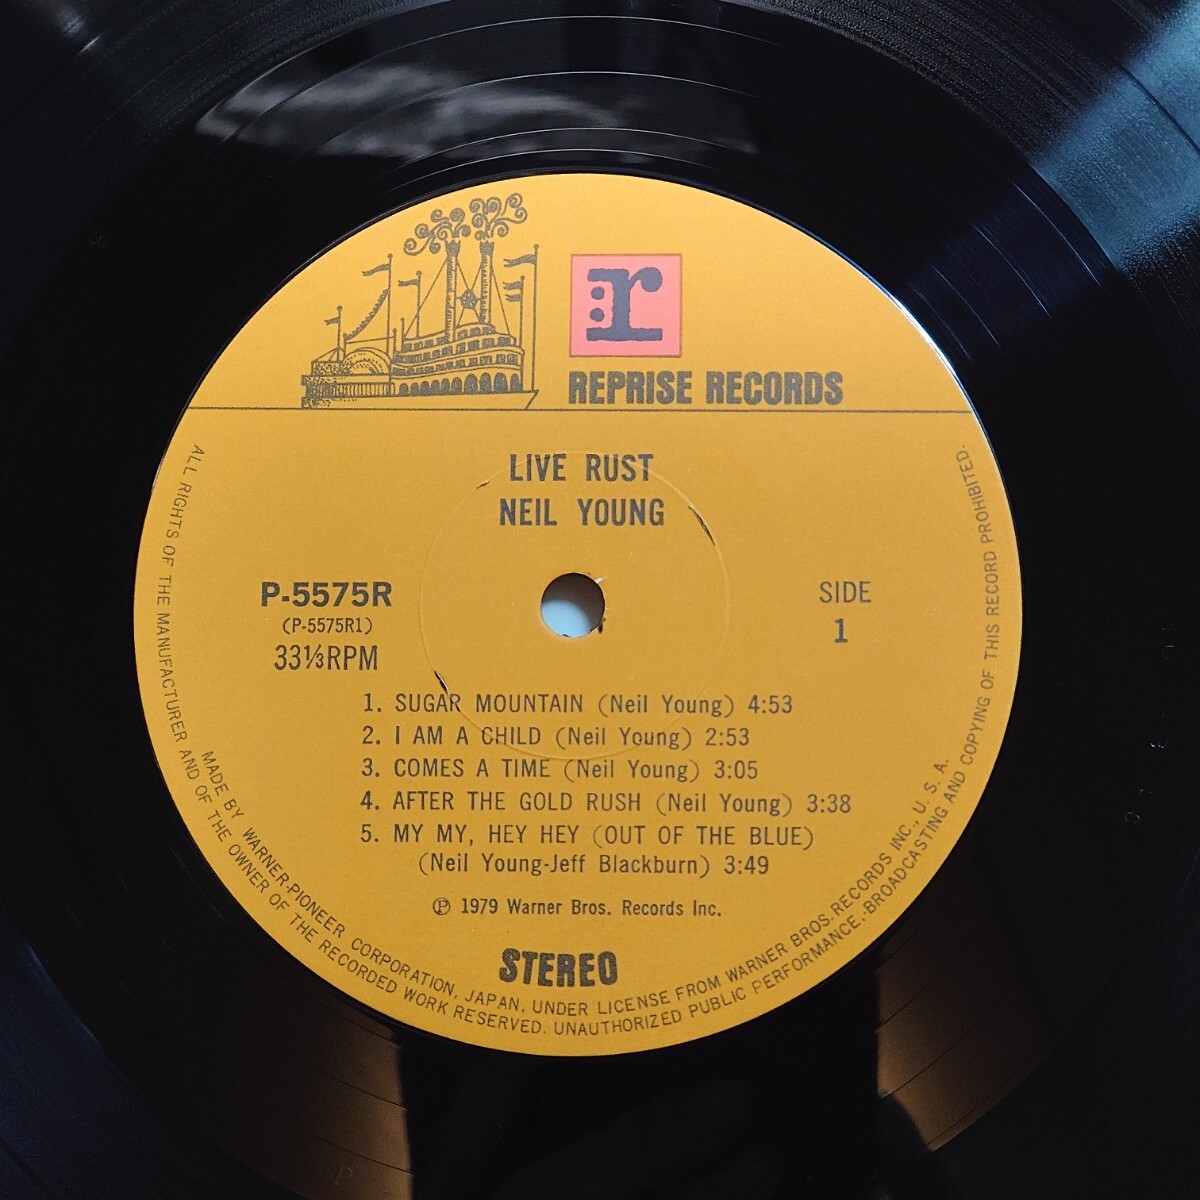 r
REPRISE RECORDS
LIVE RUST
NEIL YOUNG
P-5575R
(P-5575R1)
33⅓RPM
SIDE
1
1. SUGAR MOUNTAIN (Neil Young) 4:53
2. I AM A CHILD (Neil Young) 2:53
3. COMES A TIME (Neil Young) 3:05
4. AFTER THE GOLD RUSH (Neil Young) 3:38
5. MY MY, HEY HEY (OUT OF THE BLUE)
(Neil Young-Jeff Blackburn) 3:49
Ⓟ 1979 Warner Bros. Records Inc.
STEREO
MADE BY WARNER-PIONEER CORPORATION, JAPAN, UNDER LICENSE FROM WARNER BROS. RECORDS INC., U. S. A.
ALL RIGHTS OF THE MANUFACTURER AND OF THE OWNER OF THE RECORDED WORK RESERVED. UNAUTHORIZED PUBLIC PERFORMANCE. BROADCASTING AND COPYING OF THIS RECORD PROHIBITED.